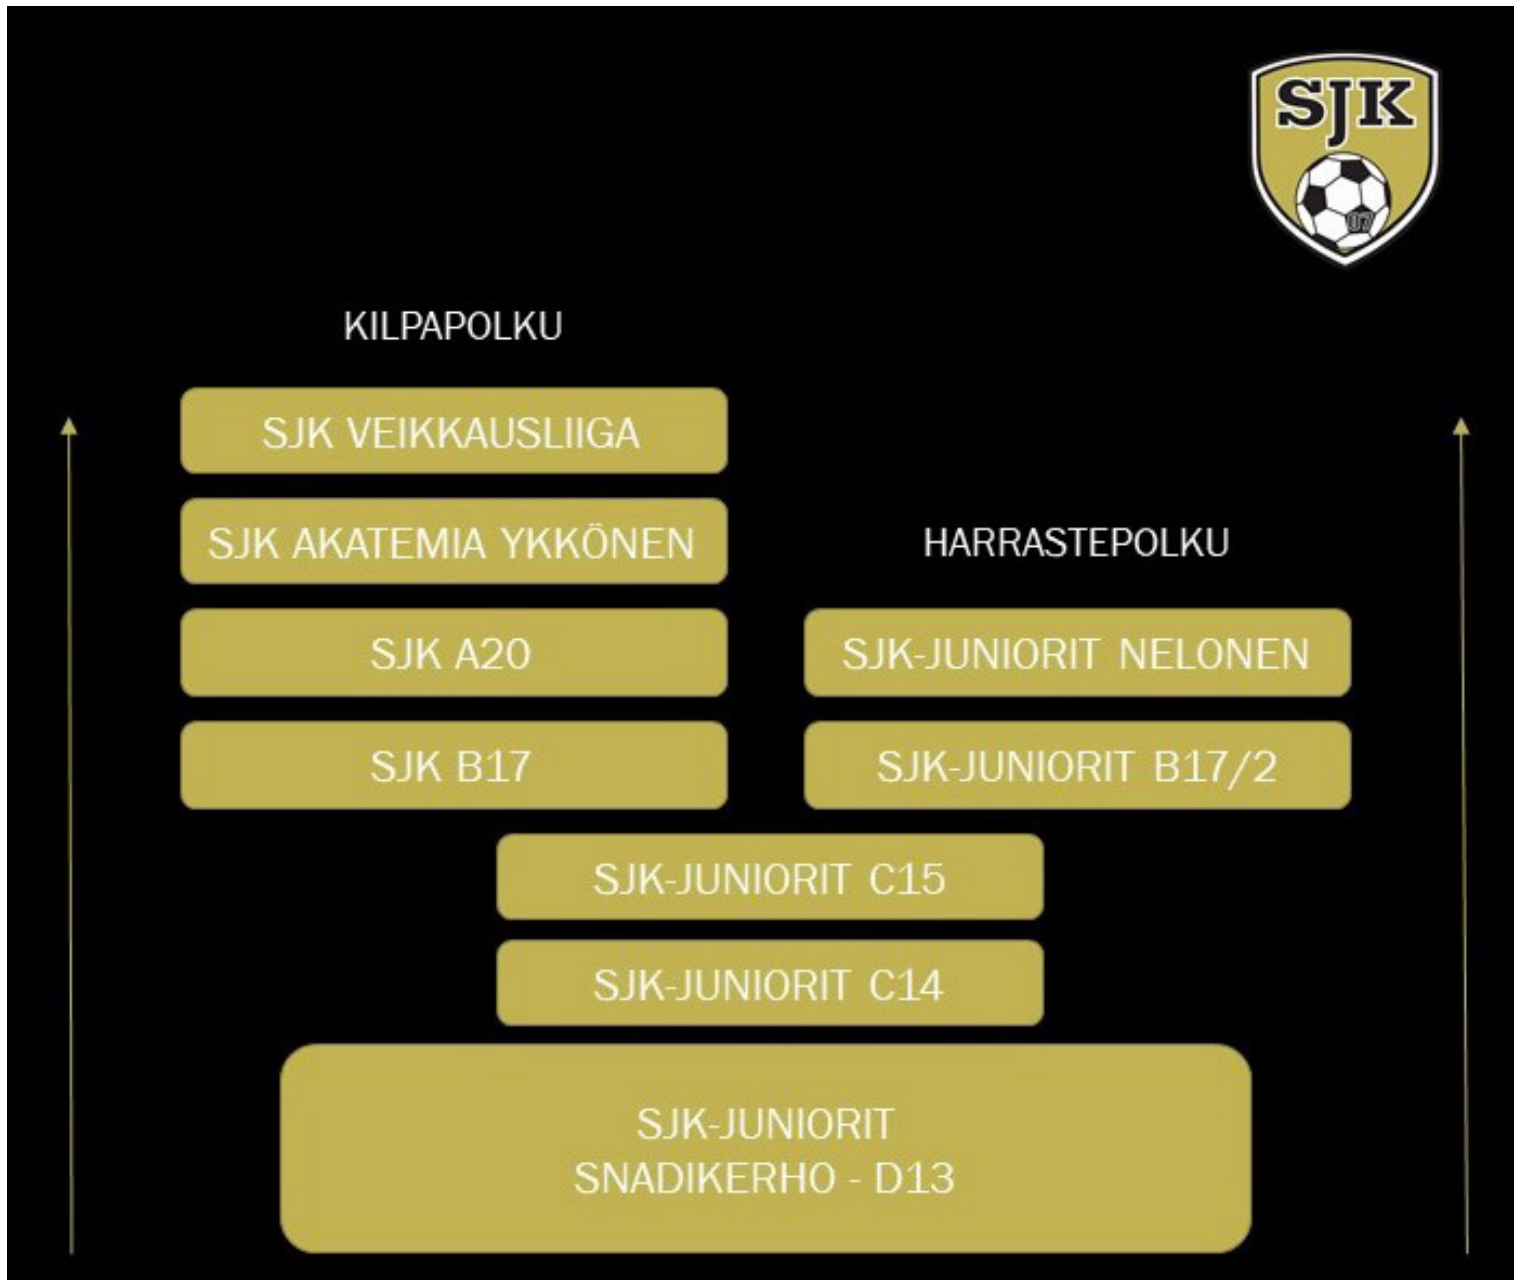 SJK
07
KILPAPOLKU
SJK VEIKKAUSLIIGA
SJK AKATEMIA YKKÖNEN
SJK A20
SJK B17
HARRASTEPOLKU
SJK-JUNIORIT NELONEN
SJK-JUNIORIT B17/2
SJK-JUNIORIT C15
SJK-JUNIORIT C14
SJK-JUNIORIT
SNADIKERHO - D13